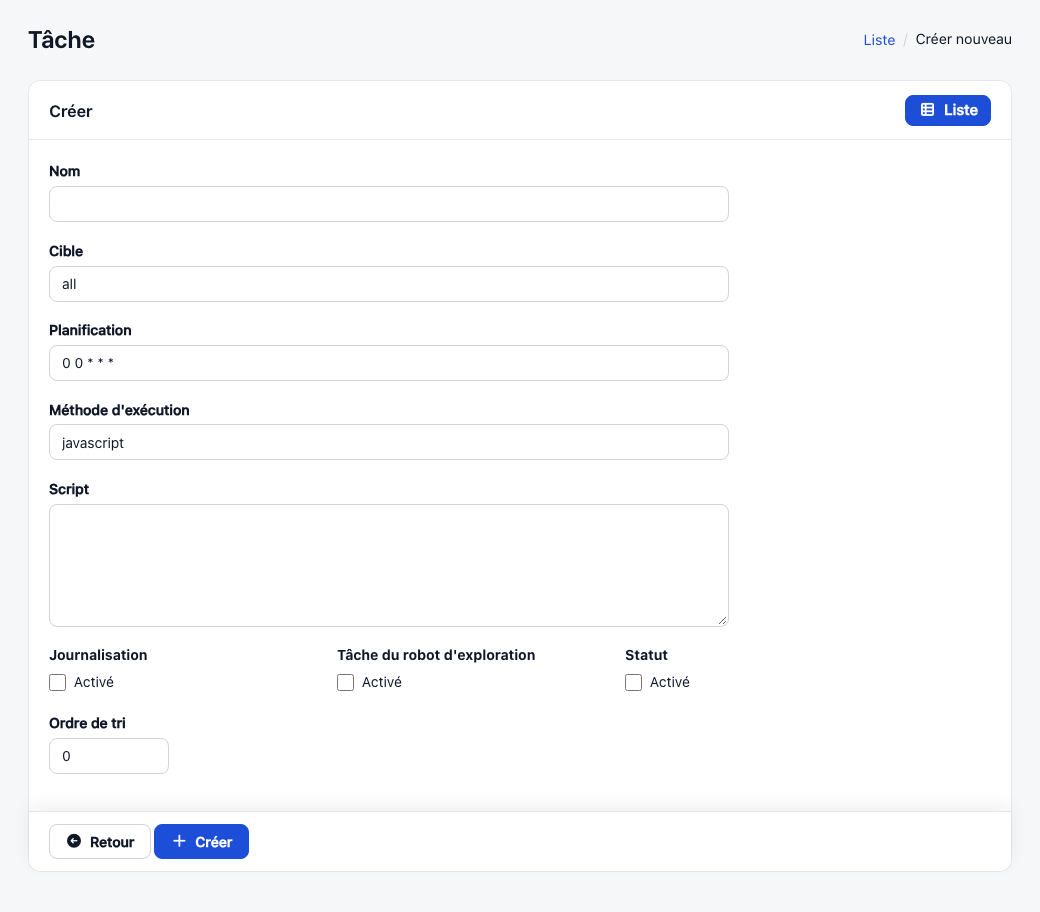 Tâche
Liste / Créer nouveau
Créer
Liste
Nom
Cible
all
Planification
0 0 * * *
Méthode d'exécution
javascript
Script
Journalisation
Tâche du robot d'exploration
Statut
Activé
Activé
Activé
Ordre de tri
0
Retour
Créer